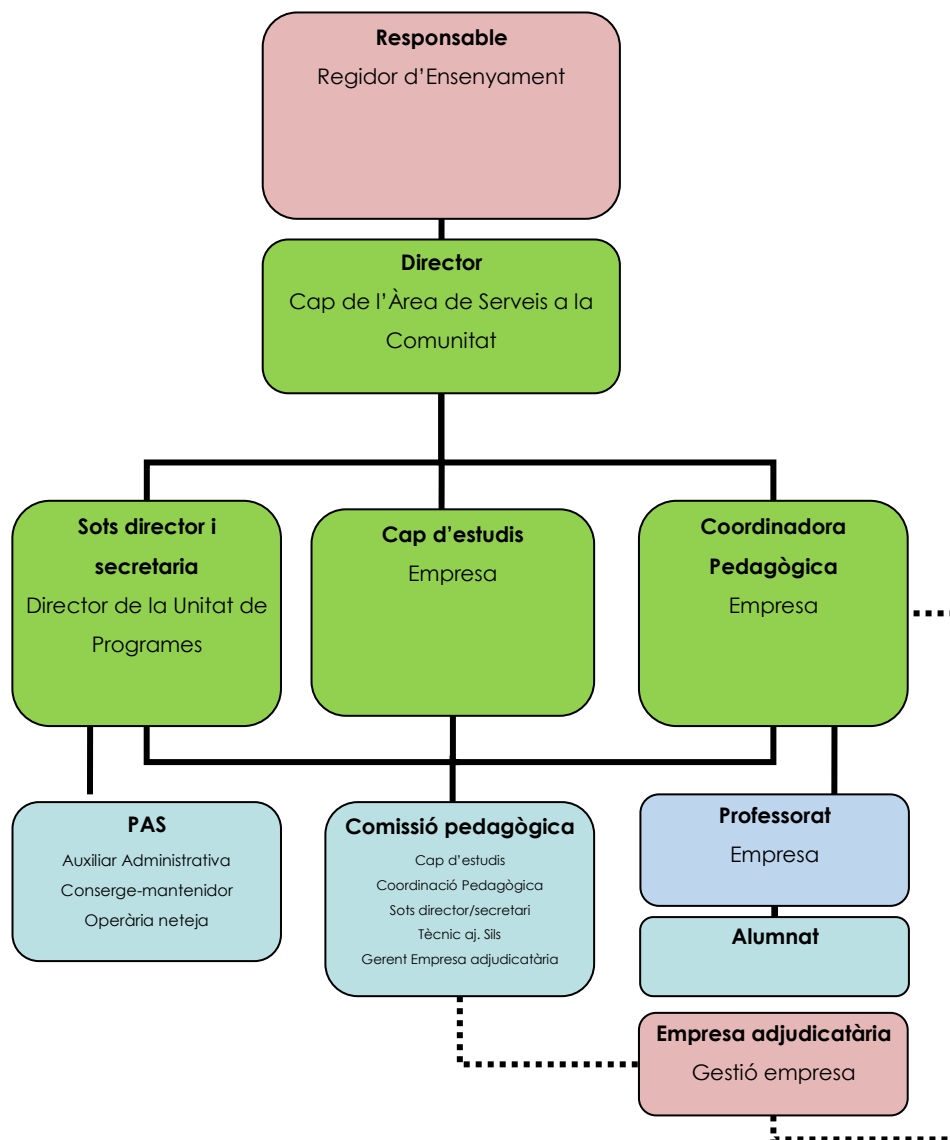 Responsable
Regidor d’Ensenyament
Director
Cap de l’Àrea de Serveis a la
Comunitat
Sots director i
secretaria
Director de la Unitat de
Programes
Cap d’estudis
Empresa
Coordinadora
Pedagògica
Empresa
PAS
Auxiliar Administrativa
Conserge-mantenidor
Operària neteja
Comissió pedagògica
Cap d’estudis
Coordinació Pedagògica
Sots director/secretari
Tècnic aj. Sils
Gerent Empresa adjudicatària
Professorat
Empresa
Alumnat
Empresa adjudicatària
Gestió empresa